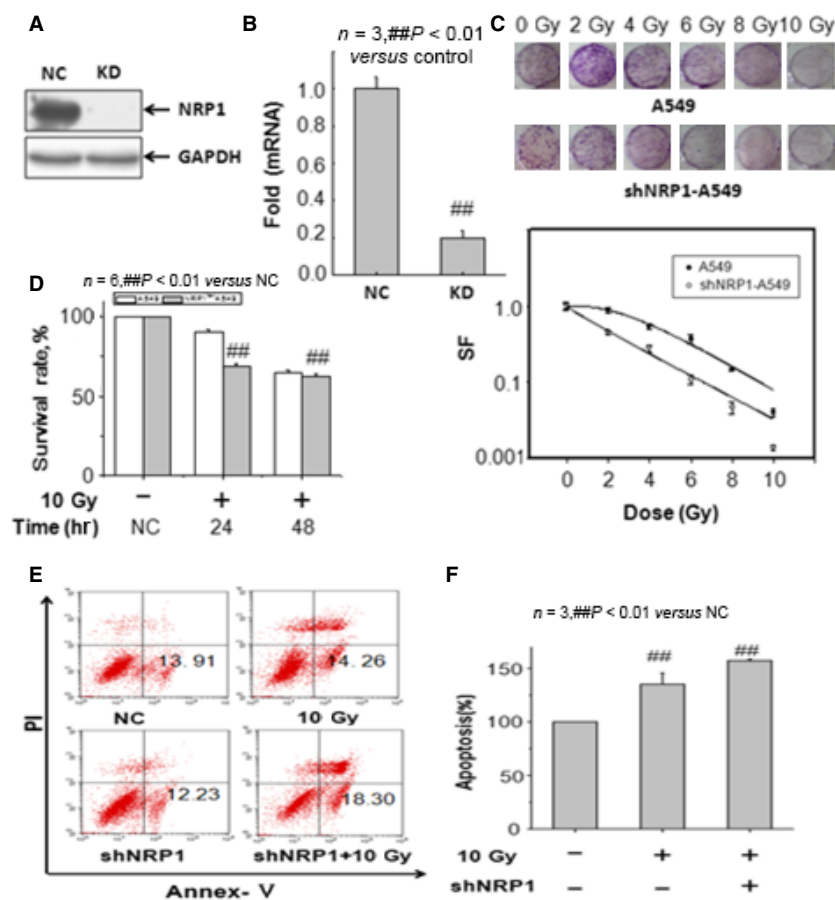 A
NC KD
NRP1
GAPDH
B
n = 3,##P < 0.01
versus control
Fold (mRNA)
1.0
0.8
0.6
0.4
0.2
0.0
##
NC KD
C
0 Gy 2 Gy 4 Gy 6 Gy 8 Gy 10 Gy
A549
shNRP1-A549
A549
shNRP1-A549
SF
1.0
0.1
0.001
0 2 4 6 8 10
Dose (Gy)
D
n = 6,##P < 0.01 versus NC
A549 NRP1 A549
Survival rate, %
100
50
0
## ##
10 Gy − + +
Time (hr) NC 24 48
E
PI
13. 91
NC
14. 26
10 Gy
12.23
shNRP1
18.30
shNRP1+10 Gy
Annex- V
F
n = 3,##P < 0.01 versus NC
Apoptosis(%)
150
100
50
0
## ##
10 Gy − + +
shNRP1 − − +